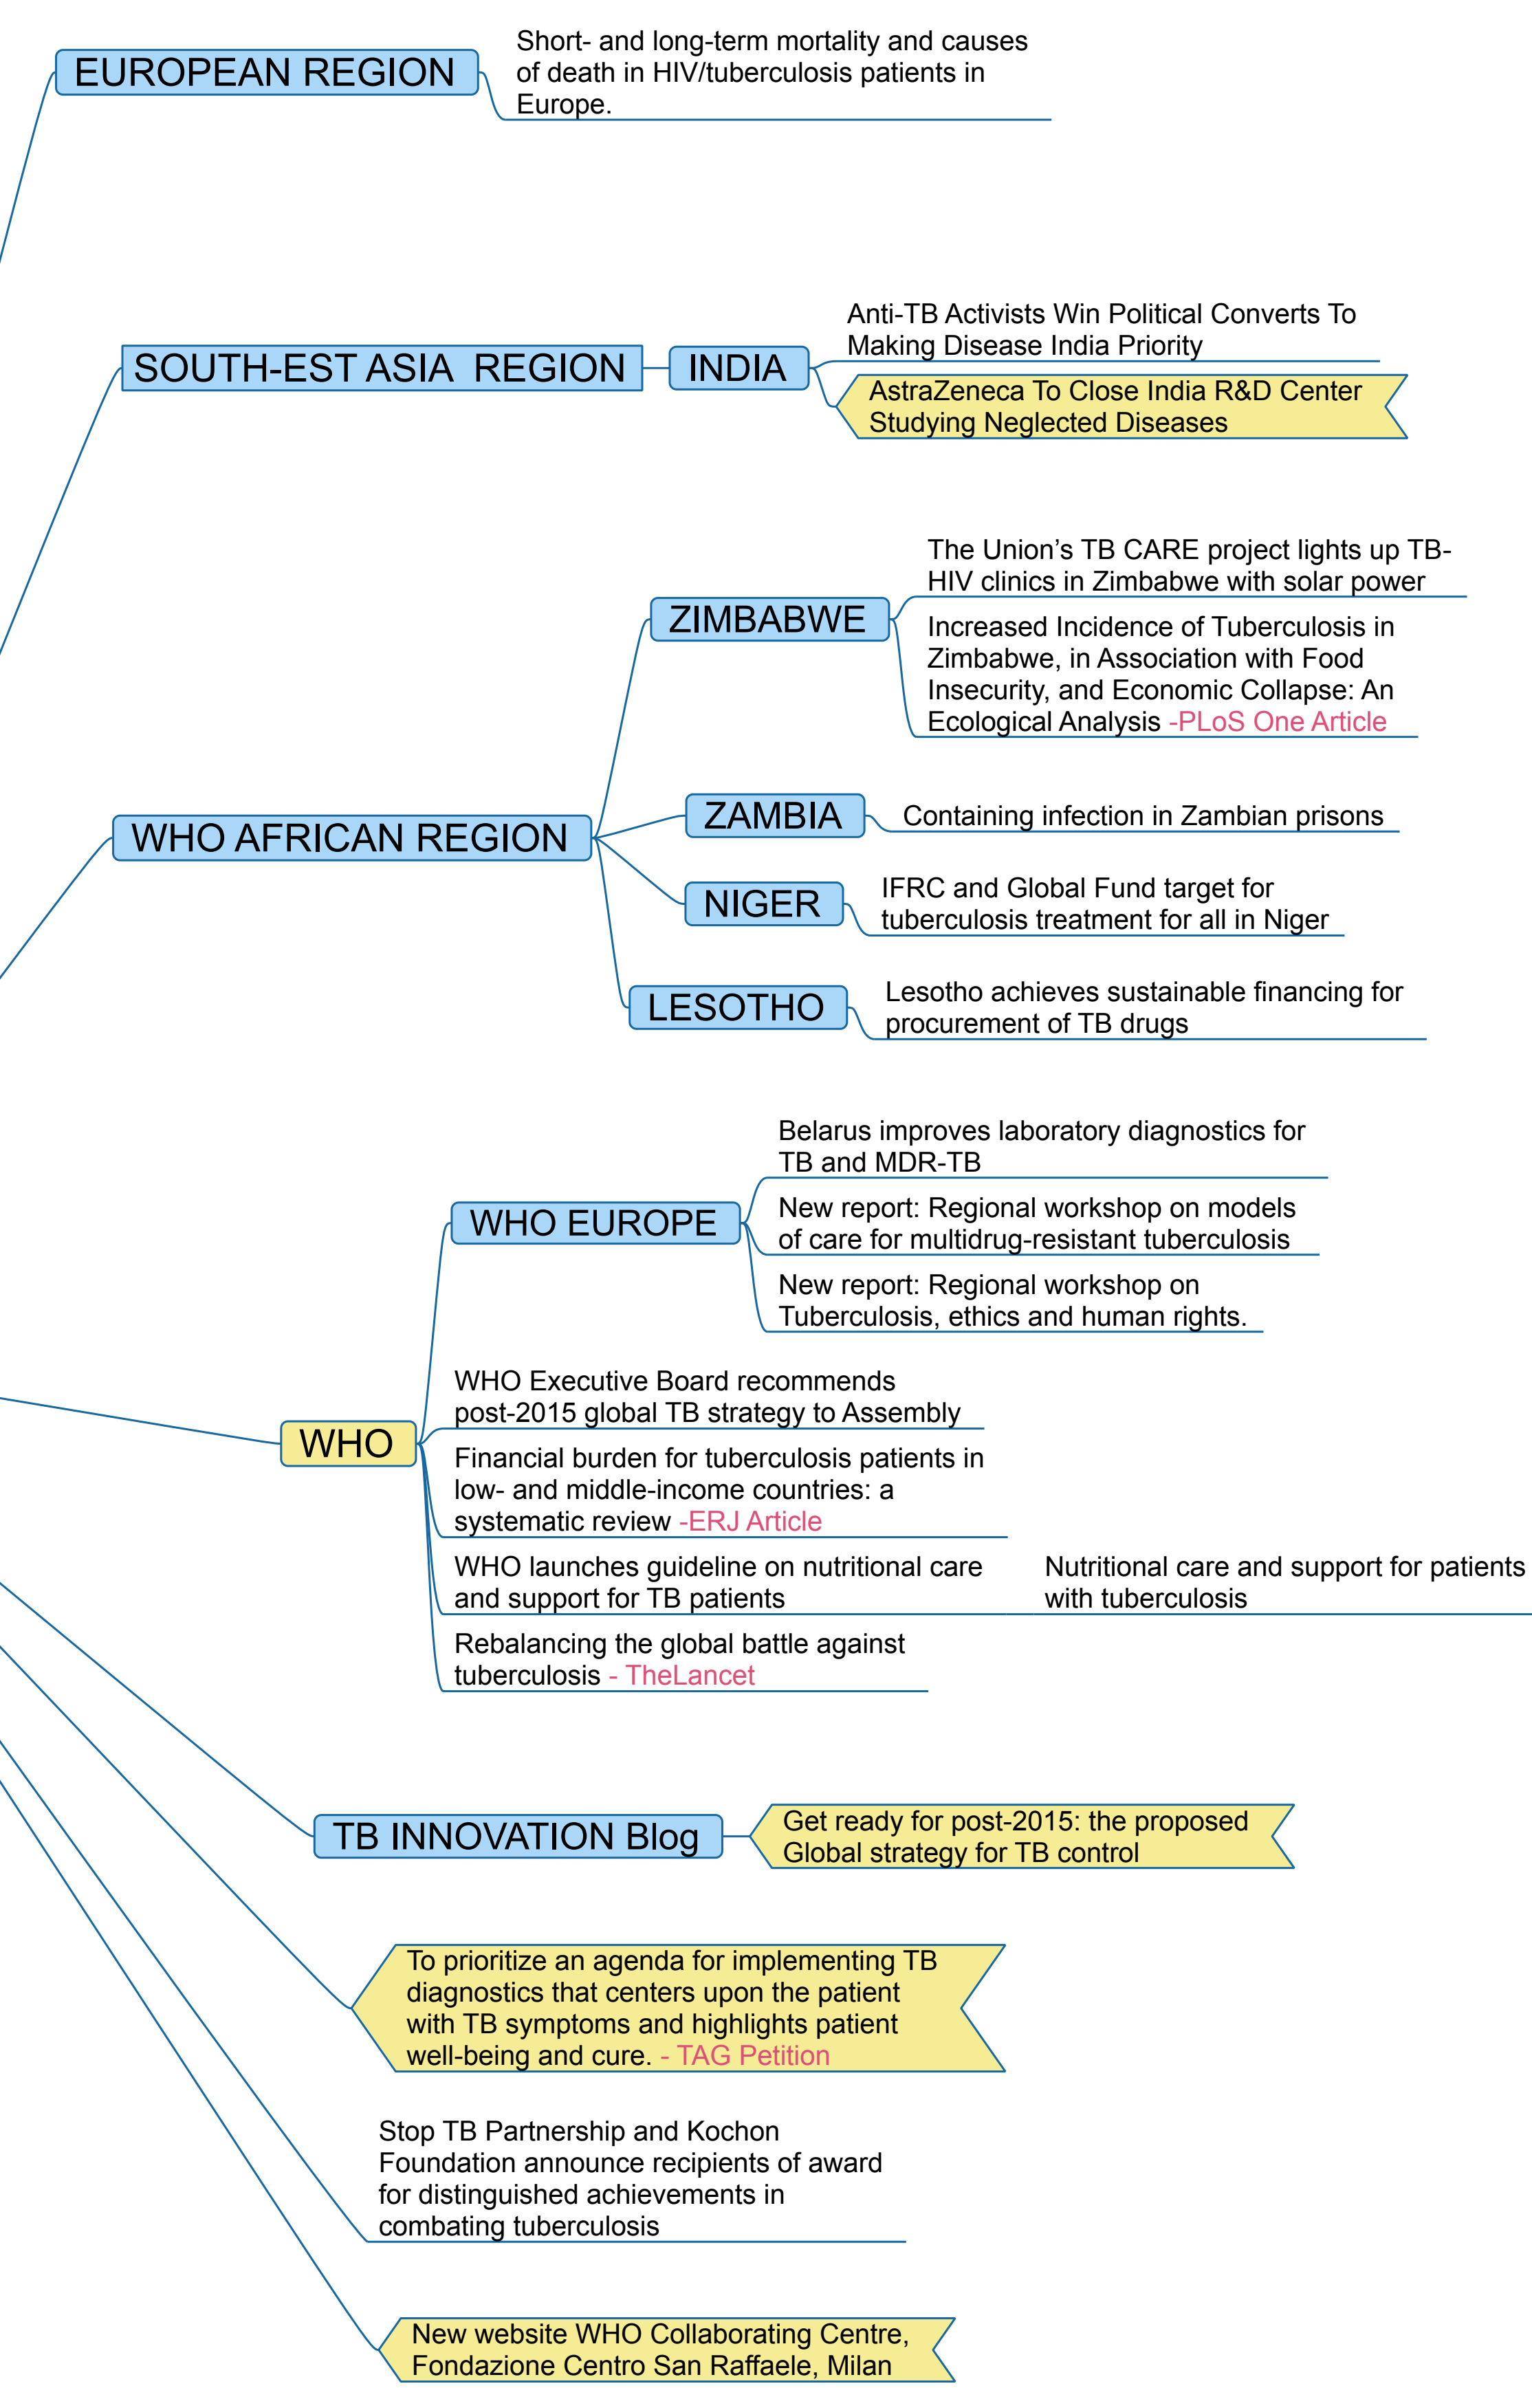 EUROPEAN REGION
Short- and long-term mortality and causes
of death in HIV/tuberculosis patients in
Europe.
SOUTH-EST ASIA  REGION
INDIA
Anti-TB Activists Win Political Converts To
Making Disease India Priority
AstraZeneca To Close India R&D Center
Studying Neglected Diseases
WHO AFRICAN REGION
ZIMBABWE
The Union’s TB CARE project lights up TB-
HIV clinics in Zimbabwe with solar power
Increased Incidence of Tuberculosis in
Zimbabwe, in Association with Food
Insecurity, and Economic Collapse: An
Ecological Analysis -PLoS One Article
ZAMBIA
Containing infection in Zambian prisons
NIGER
IFRC and Global Fund target for
tuberculosis treatment for all in Niger
LESOTHO
Lesotho achieves sustainable financing for
procurement of TB drugs
WHO
WHO EUROPE
Belarus improves laboratory diagnostics for
TB and MDR-TB
New report: Regional workshop on models
of care for multidrug-resistant tuberculosis
New report: Regional workshop on
Tuberculosis, ethics and human rights.
WHO Executive Board recommends
post-2015 global TB strategy to Assembly
Financial burden for tuberculosis patients in
low- and middle-income countries: a
systematic review -ERJ Article
WHO launches guideline on nutritional care
and support for TB patients
Nutritional care and support for patients
with tuberculosis
Rebalancing the global battle against
tuberculosis - TheLancet
TB INNOVATION Blog
Get ready for post-2015: the proposed
Global strategy for TB control
To prioritize an agenda for implementing TB
diagnostics that centers upon the patient
with TB symptoms and highlights patient
well-being and cure. - TAG Petition
Stop TB Partnership and Kochon
Foundation announce recipients of award
for distinguished achievements in
combating tuberculosis
New website WHO Collaborating Centre,
Fondazione Centro San Raffaele, Milan